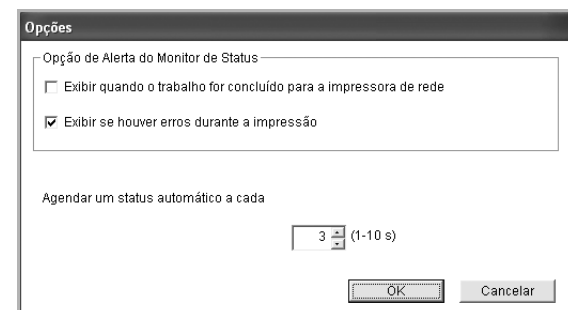 Opções
Opção de Alerta do Monitor de Status
Exibir quando o trabalho for concluído para a impressora de rede
Exibir se houver erros durante a impressão
Agendar um status automático a cada
3 (1-10 s)
OK Cancelar